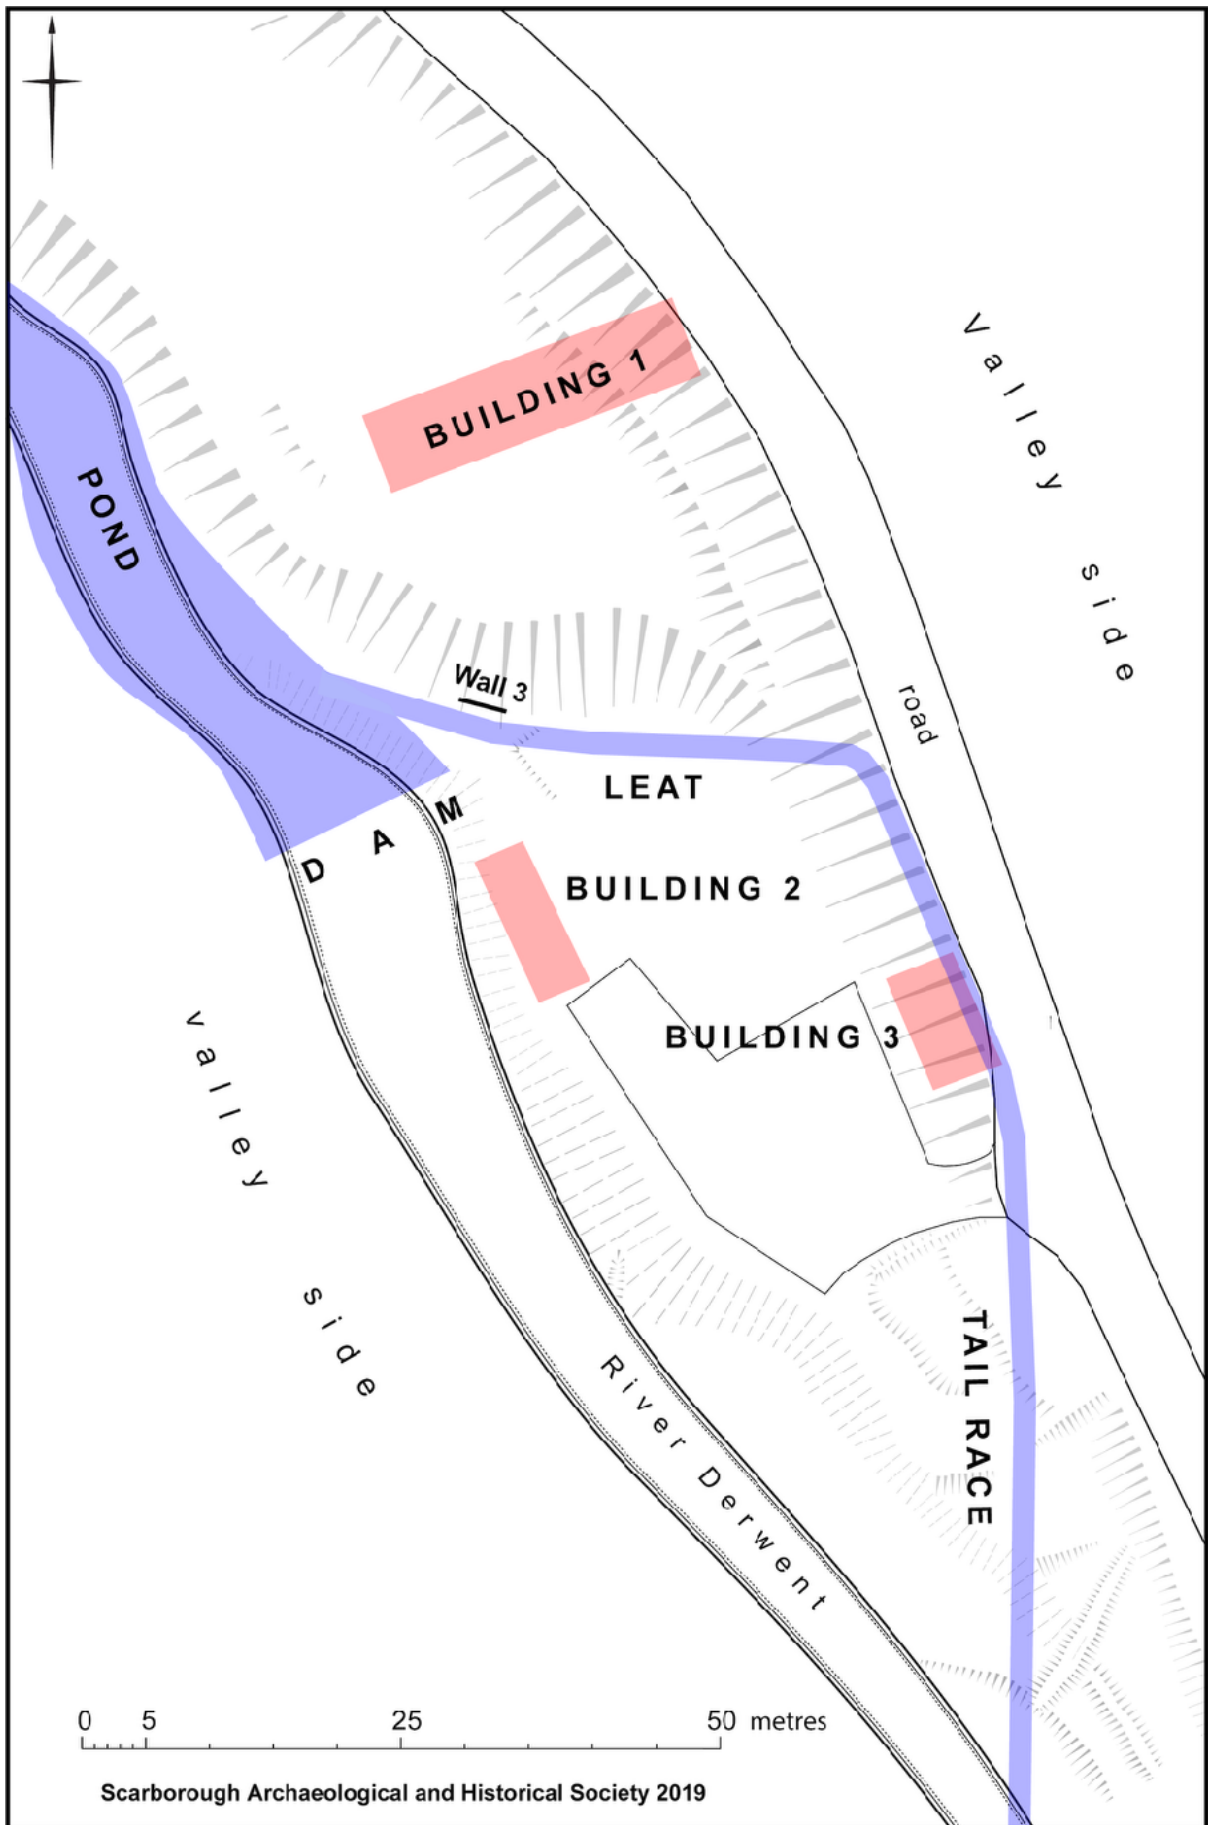 Valley side
BUILDING 1
POND
Wall 3
road
LEAT
DAM
BUILDING 2
BUILDING 3
valley side
TAIL RACE
River Derwent
0 5 25 50 metres
Scarborough Archaeological and Historical Society 2019